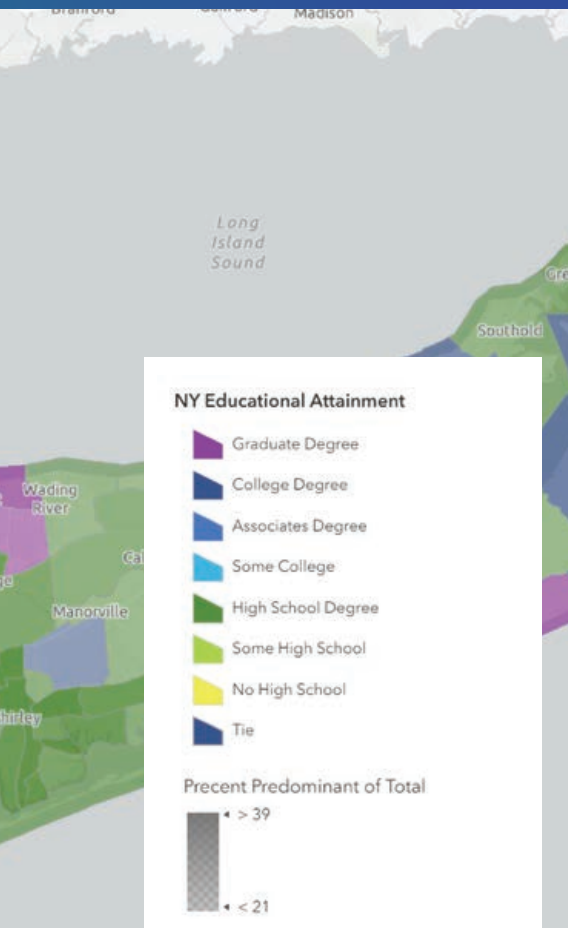 Branford
Madison
Long
Island
Sound
Southold
NY Educational Attainment
Graduate Degree
College Degree
Associates Degree
Some College
High School Degree
Some High School
No High School
Tie
Precent Predominant of Total
> 39
< 21
Wading
River
Manorville